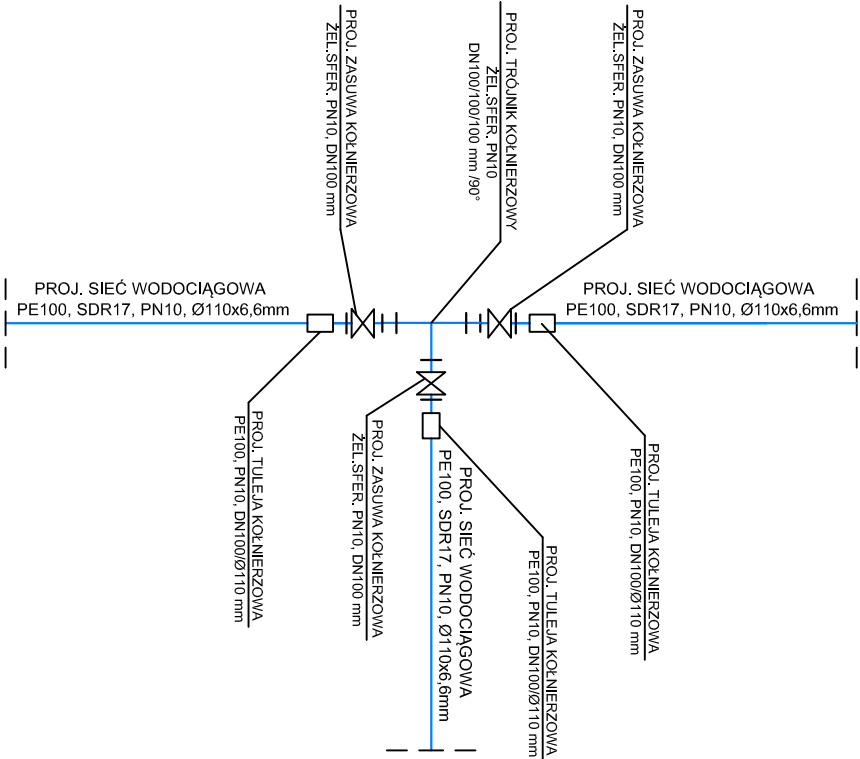 PROJ. ZASUWA KOŁNIERZOWA
ŻEL.SFER. PN10, DN100 mm
PROJ. TRÓJNIK KOŁNIERZOWY
ŻEL.SFER. PN10
DN100/100/100 mm /90°
PROJ. ZASUWA KOŁNIERZOWA
ŻEL.SFER. PN10, DN100 mm
PROJ. SIEĆ WODOCIĄGOWA
PE100, SDR17, PN10, Ø110x6,6mm
PROJ. SIEĆ WODOCIĄGOWA
PE100, SDR17, PN10, Ø110x6,6mm
PROJ. TULEJA KOŁNIERZOWA
PE100, PN10, DN100/Ø110 mm
PROJ. ZASUWA KOŁNIERZOWA
ŻEL.SFER. PN10, DN100 mm
PROJ. SIEĆ WODOCIĄGOWA
PE100, SDR17, PN10, Ø110x6,6mm
PROJ. TULEJA KOŁNIERZOWA
PE100, PN10, DN100/Ø110 mm
PROJ. TULEJA KOŁNIERZOWA
PE100, PN10, DN100/Ø110 mm